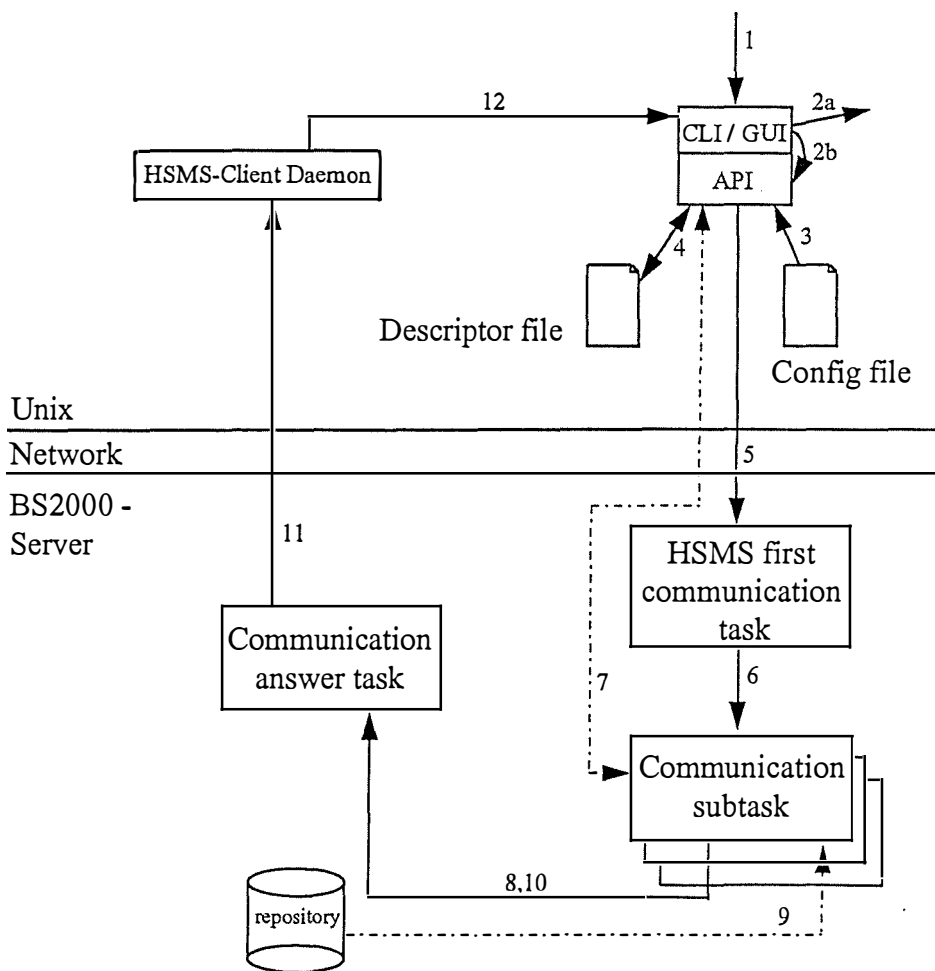 1
12
2a
CLI / GUI
2b
HSMS-Client Daemon
API
4
3
Descriptor file
Config file
Unix
Network
5
BS2000 -
Server
11
HSMS first
communication
task
Communication
answer task
7
6
Communication
subtask
8,10
repository
9